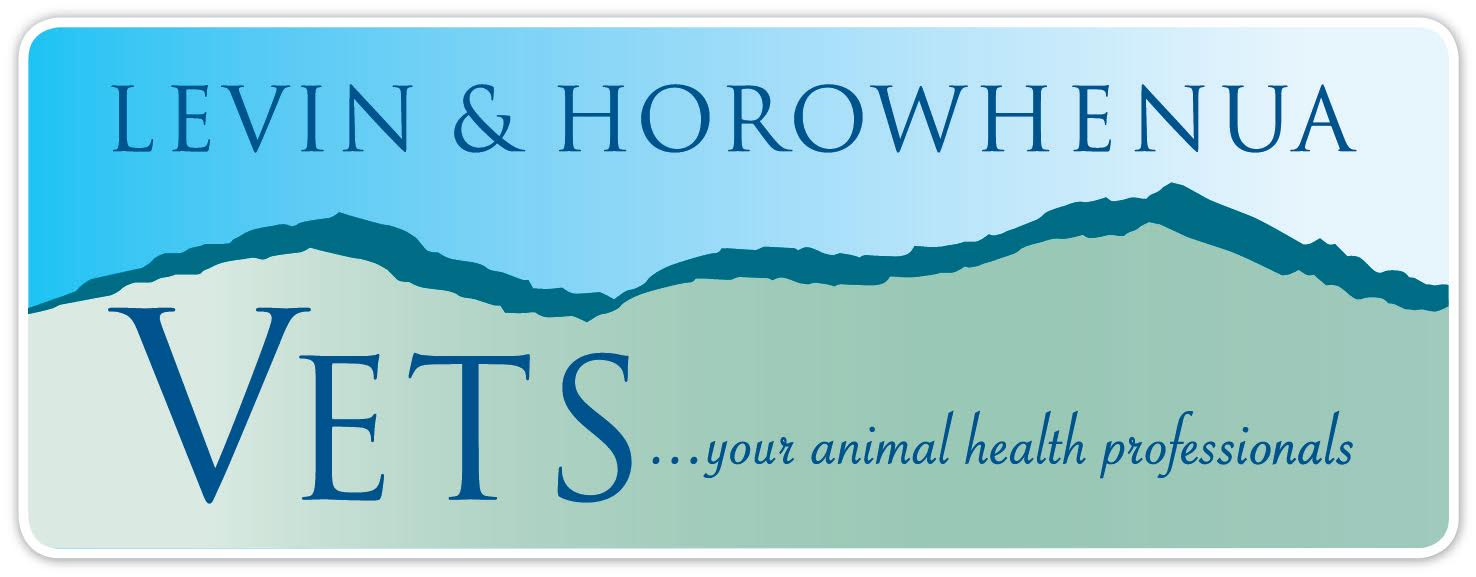 LEVIN & HOROWHENUA
VETS ...your animal health professionals